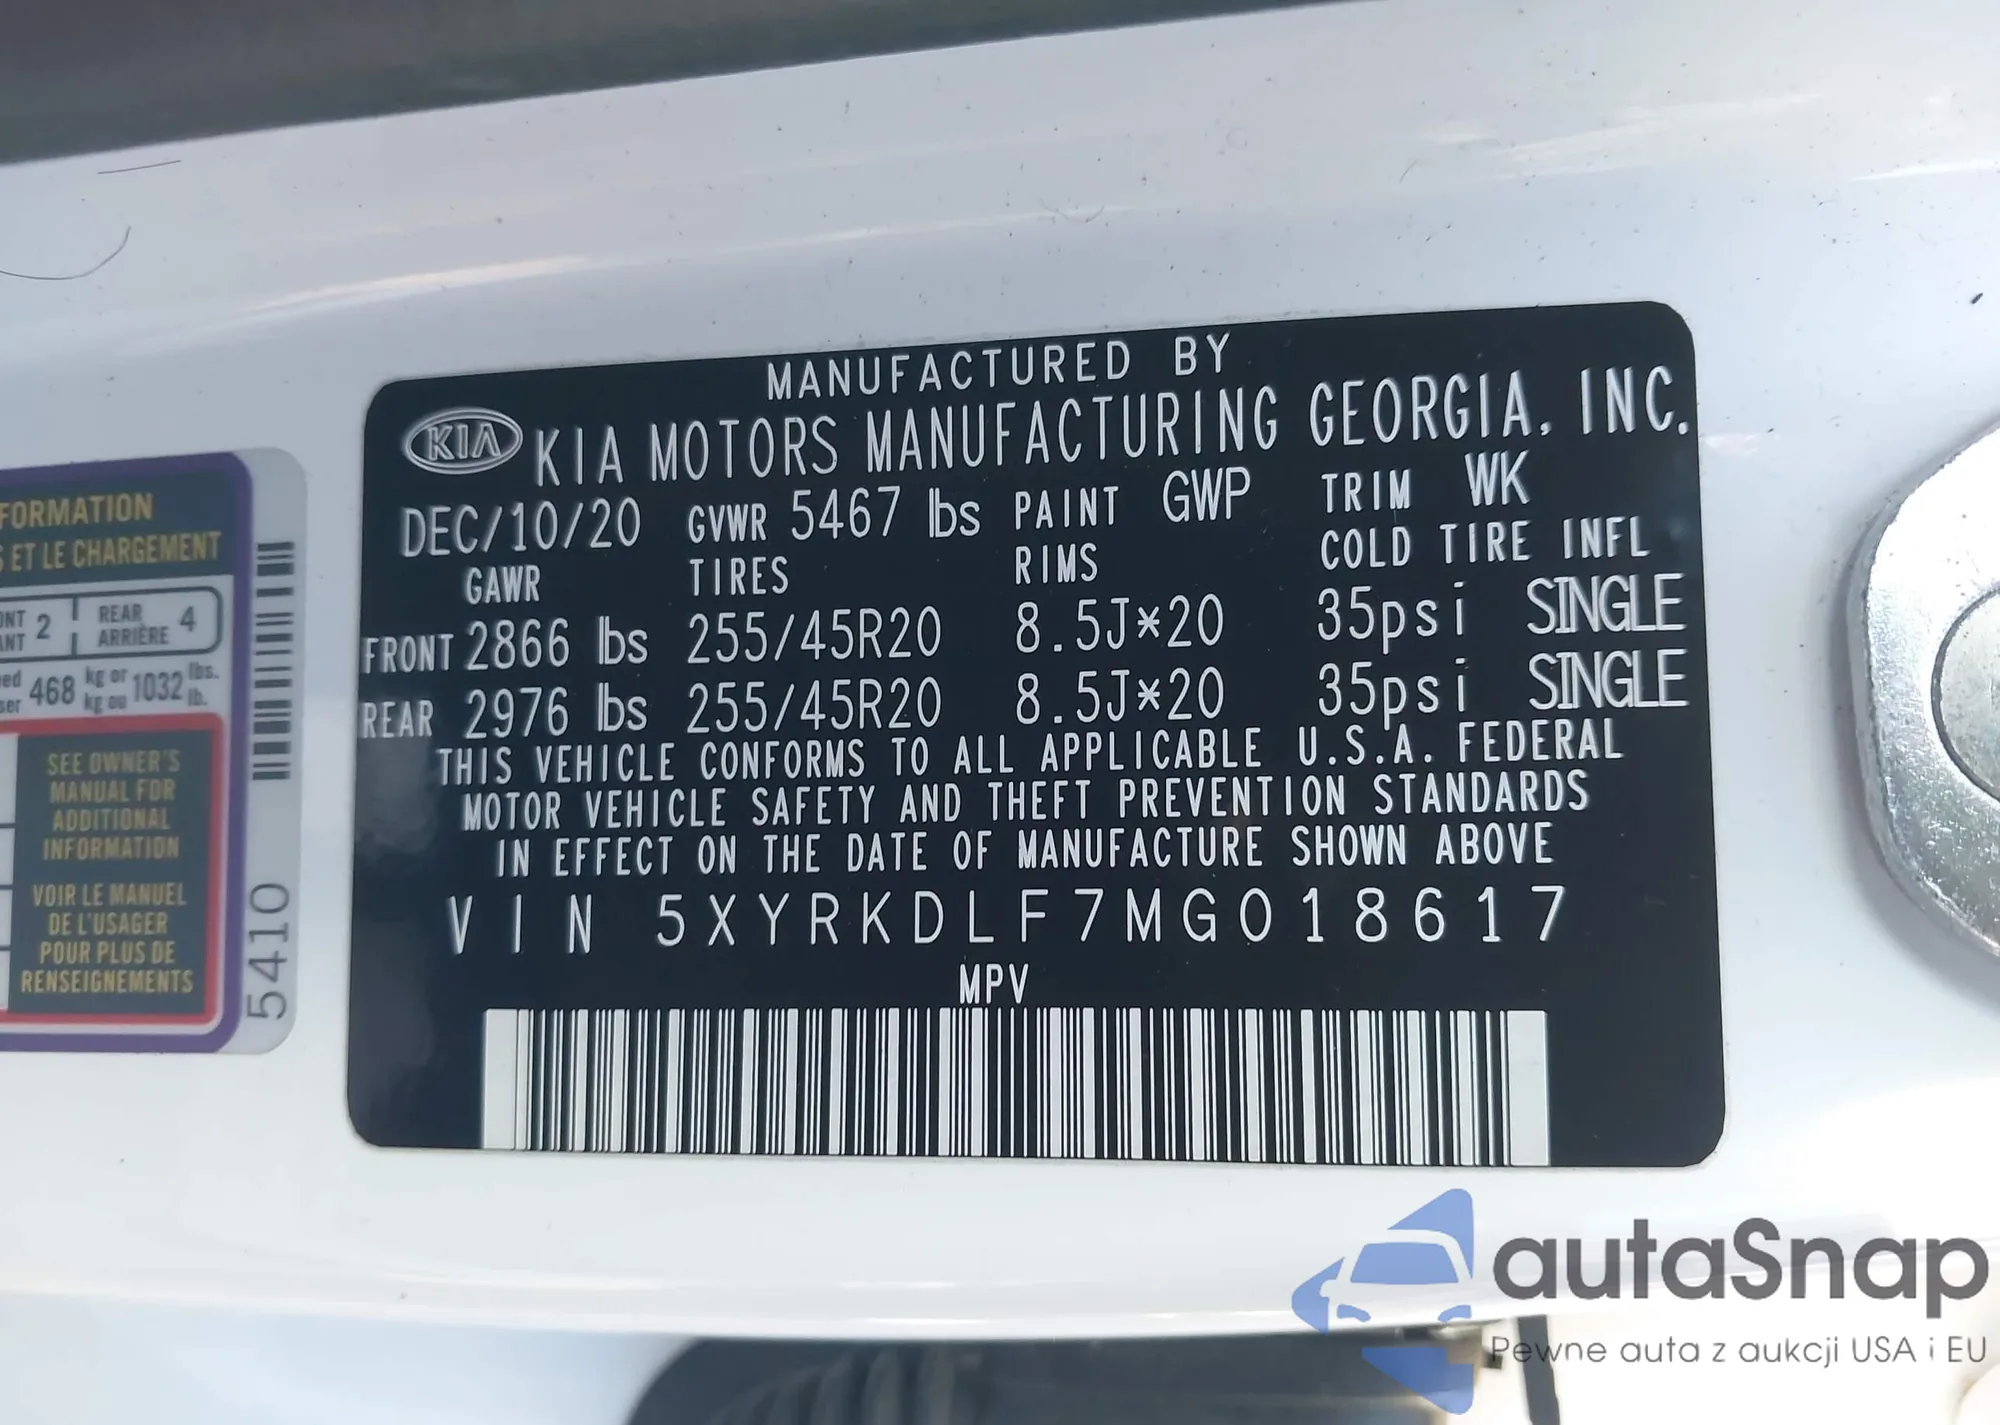 MANUFACTURED BY
KIA KIA MOTORS MANUFACTURING GEORGIA, INC.
DEC/10/20 GVWR 5467 lbs PAINT GWP TRIM WK
GAWR TIRES RIMS COLD TIRE INFL
FRONT 2866 lbs 255/45R20 8.5J×20 35psi SINGLE
REAR 2976 lbs 255/45R20 8.5J×20 35psi SINGLE
THIS VEHICLE CONFORMS TO ALL APPLICABLE U.S.A. FEDERAL
MOTOR VEHICLE SAFETY AND THEFT PREVENTION STANDARDS
IN EFFECT ON THE DATE OF MANUFACTURE SHOWN ABOVE
VIN 5XYRKDLF7MG018617
MPV
FORMATION
S ET LE CHARGEMENT
2 REAR 4
ARRIÈRE
468 kg or 1032 lbs.
kg ou lb.
SEE OWNER'S
MANUAL FOR
ADDITIONAL
INFORMATION
VOIR LE MANUEL
DE L'USAGER
POUR PLUS DE
RENSEIGNEMENTS
5410
autaSnap
Pewne auta z aukcji USA i EU